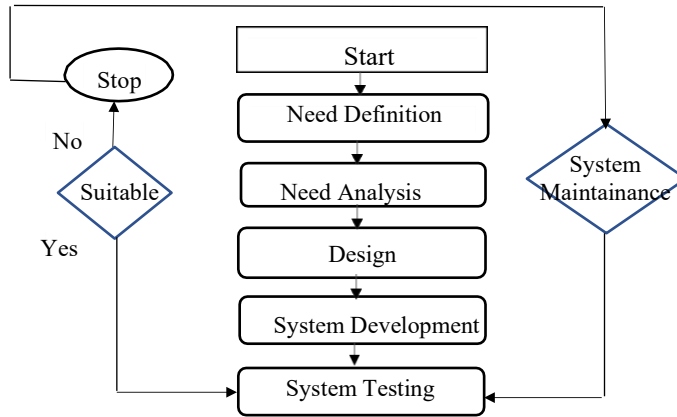 Start
Stop
Need Definition
No
System
Maintainance
Suitable
Need Analysis
Yes
Design
System Development
System Testing